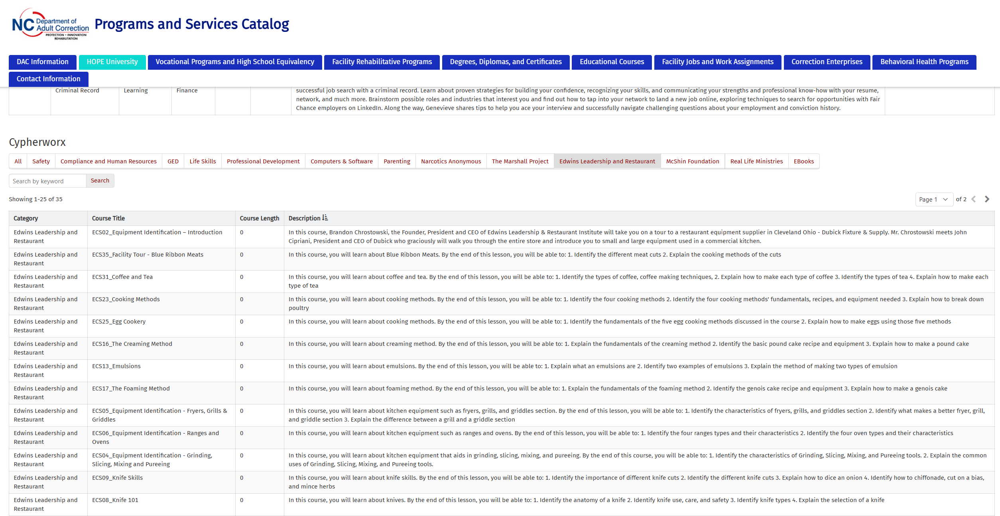 NC Department of
Adult Correction
PROTECTION • INNOVATION
REHABILITATION
Programs and Services Catalog
DAC Information HOPE University Vocational Programs and High School Equivalency Facility Rehabilitative Programs Degrees, Diplomas, and Certificates Educational Courses Facility Jobs and Work Assignments Correction Enterprises Behavioral Health Programs
Contact Information
Criminal Record Learning Finance successful job search with a criminal record. Learn about proven strategies for building your confidence, recognizing your skills, and communicating your strengths and professional know-how with your resume,
network, and much more. Brainstorm possible roles and industries that interest you and find out how to tap into your network to land a new job online, exploring techniques to search for opportunities with Fair
Chance employers on LinkedIn. Along the way, Genevieve shares tips to help you ace your interview and successfully navigate challenging questions about your employment and conviction history.
Cypherworx
All Safety Compliance and Human Resources GED Life Skills Professional Development Computers & Software Parenting Narcotics Anonymous The Marshall Project Edwins Leadership and Restaurant McShin Foundation Real Life Ministries EBooks
Search by keyword Search
Showing 1-25 of 35 Page 1 of 2
Category Course Title Course Length Description
Edwins Leadership and ECS02_Equipment Identification – Introduction 0 In this course, Brandon Chrostowski, the Founder, President and CEO of Edwins Leadership & Restaurant Institute will take you on a tour to a restaurant equipment supplier in Cleveland Ohio - Dubick Fixture & Supply. Mr. Chrostowski meets John
Restaurant Cipriani, President and CEO of Dubick who graciously will walk you through the entire store and introduce you to small and large equipment used in a commercial kitchen.
Edwins Leadership and ECS35_Facility Tour - Blue Ribbon Meats 0 In this course, you will learn about Blue Ribbon Meats. By the end of this lesson, you will be able to: 1. Identify the different meat cuts 2. Explain the cooking methods of the cuts
Restaurant
Edwins Leadership and ECS31_Coffee and Tea 0 In this course, you will learn about coffee and tea. By the end of this lesson, you will be able to: 1. Identify the types of coffee, coffee making techniques, 2. Explain how to make each type of coffee 3. Identify the types of tea 4. Explain how to make each
Restaurant type of tea
Edwins Leadership and ECS23_Cooking Methods 0 In this course, you will learn about cooking methods. By the end of this lesson, you will be able to: 1. Identify the four cooking methods 2. Identify the four cooking methods' fundamentals, recipes, and equipment needed 3. Explain how to break down
Restaurant poultry
Edwins Leadership and ECS25_Egg Cookery 0 In this course, you will learn about cooking methods. By the end of this lesson, you will be able to: 1. Identify the fundamentals of the five egg cooking methods discussed in the course 2. Explain how to make eggs using those five methods
Restaurant
Edwins Leadership and ECS16_The Creaming Method 0 In this course, you will learn about creaming method. By the end of this lesson, you will be able to: 1. Explain the fundamentals of the creaming method 2. Identify the basic pound cake recipe and equipment 3. Explain how to make a pound cake
Restaurant
Edwins Leadership and ECS13_Emulsions 0 In this course, you will learn about emulsions. By the end of this lesson, you will be able to: 1. Explain what an emulsions are 2. Identify two examples of emulsions 3. Explain the method of making two types of emulsion
Restaurant
Edwins Leadership and ECS17_The Foaming Method 0 In this course, you will learn about foaming method. By the end of this lesson, you will be able to: 1. Explain the fundamentals of the foaming method 2. Identify the genois cake recipe and equipment 3. Explain how to make a genois cake
Restaurant
Edwins Leadership and ECS05_Equipment Identification - Fryers, Grills & 0 In this course, you will learn about kitchen equipment such as fryers, grills, and griddles section. By the end of this lesson, you will be able to: 1. Identify the characteristics of fryers, grills, and griddles section 2. Identify what makes a better fryer, grill,
Restaurant Griddles and griddle section 3. Explain the difference between a grill and a griddle section
Edwins Leadership and ECS06_Equipment Identification - Ranges and 0 In this course, you will learn about kitchen equipment such as ranges and ovens. By the end of this lesson, you will be able to: 1. Identify the four ranges types and their characteristics 2. Identify the four oven types and their characteristics
Restaurant Ovens
Edwins Leadership and ECS04_Equipment Identification - Grinding, 0 In this course, you will learn about kitchen equipment that aids in grinding, slicing, mixing, and pureeing. By the end of this course, you will be able to: 1. Identify the characteristics of Grinding, Slicing, Mixing, and Pureeing tools. 2. Explain the common
Restaurant Slicing, Mixing and Pureeing uses of Grinding, Slicing, Mixing, and Pureeing tools.
Edwins Leadership and ECS09_Knife Skills 0 In this course, you will learn about knife skills. By the end of this lesson, you will be able to: 1. Identify the importance of different knife cuts 2. Identify the different knife cuts 3. Explain how to dice an onion 4. Identify how to chiffonade, cut on a bias,
Restaurant and mince herbs
Edwins Leadership and ECS08_Knife 101 0 In this course, you will learn about knives. By the end of this lesson, you will be able to: 1. Identify the anatomy of a knife 2. Identify knife use, care, and safety 3. Identify knife types 4. Explain the selection of a knife
Restaurant